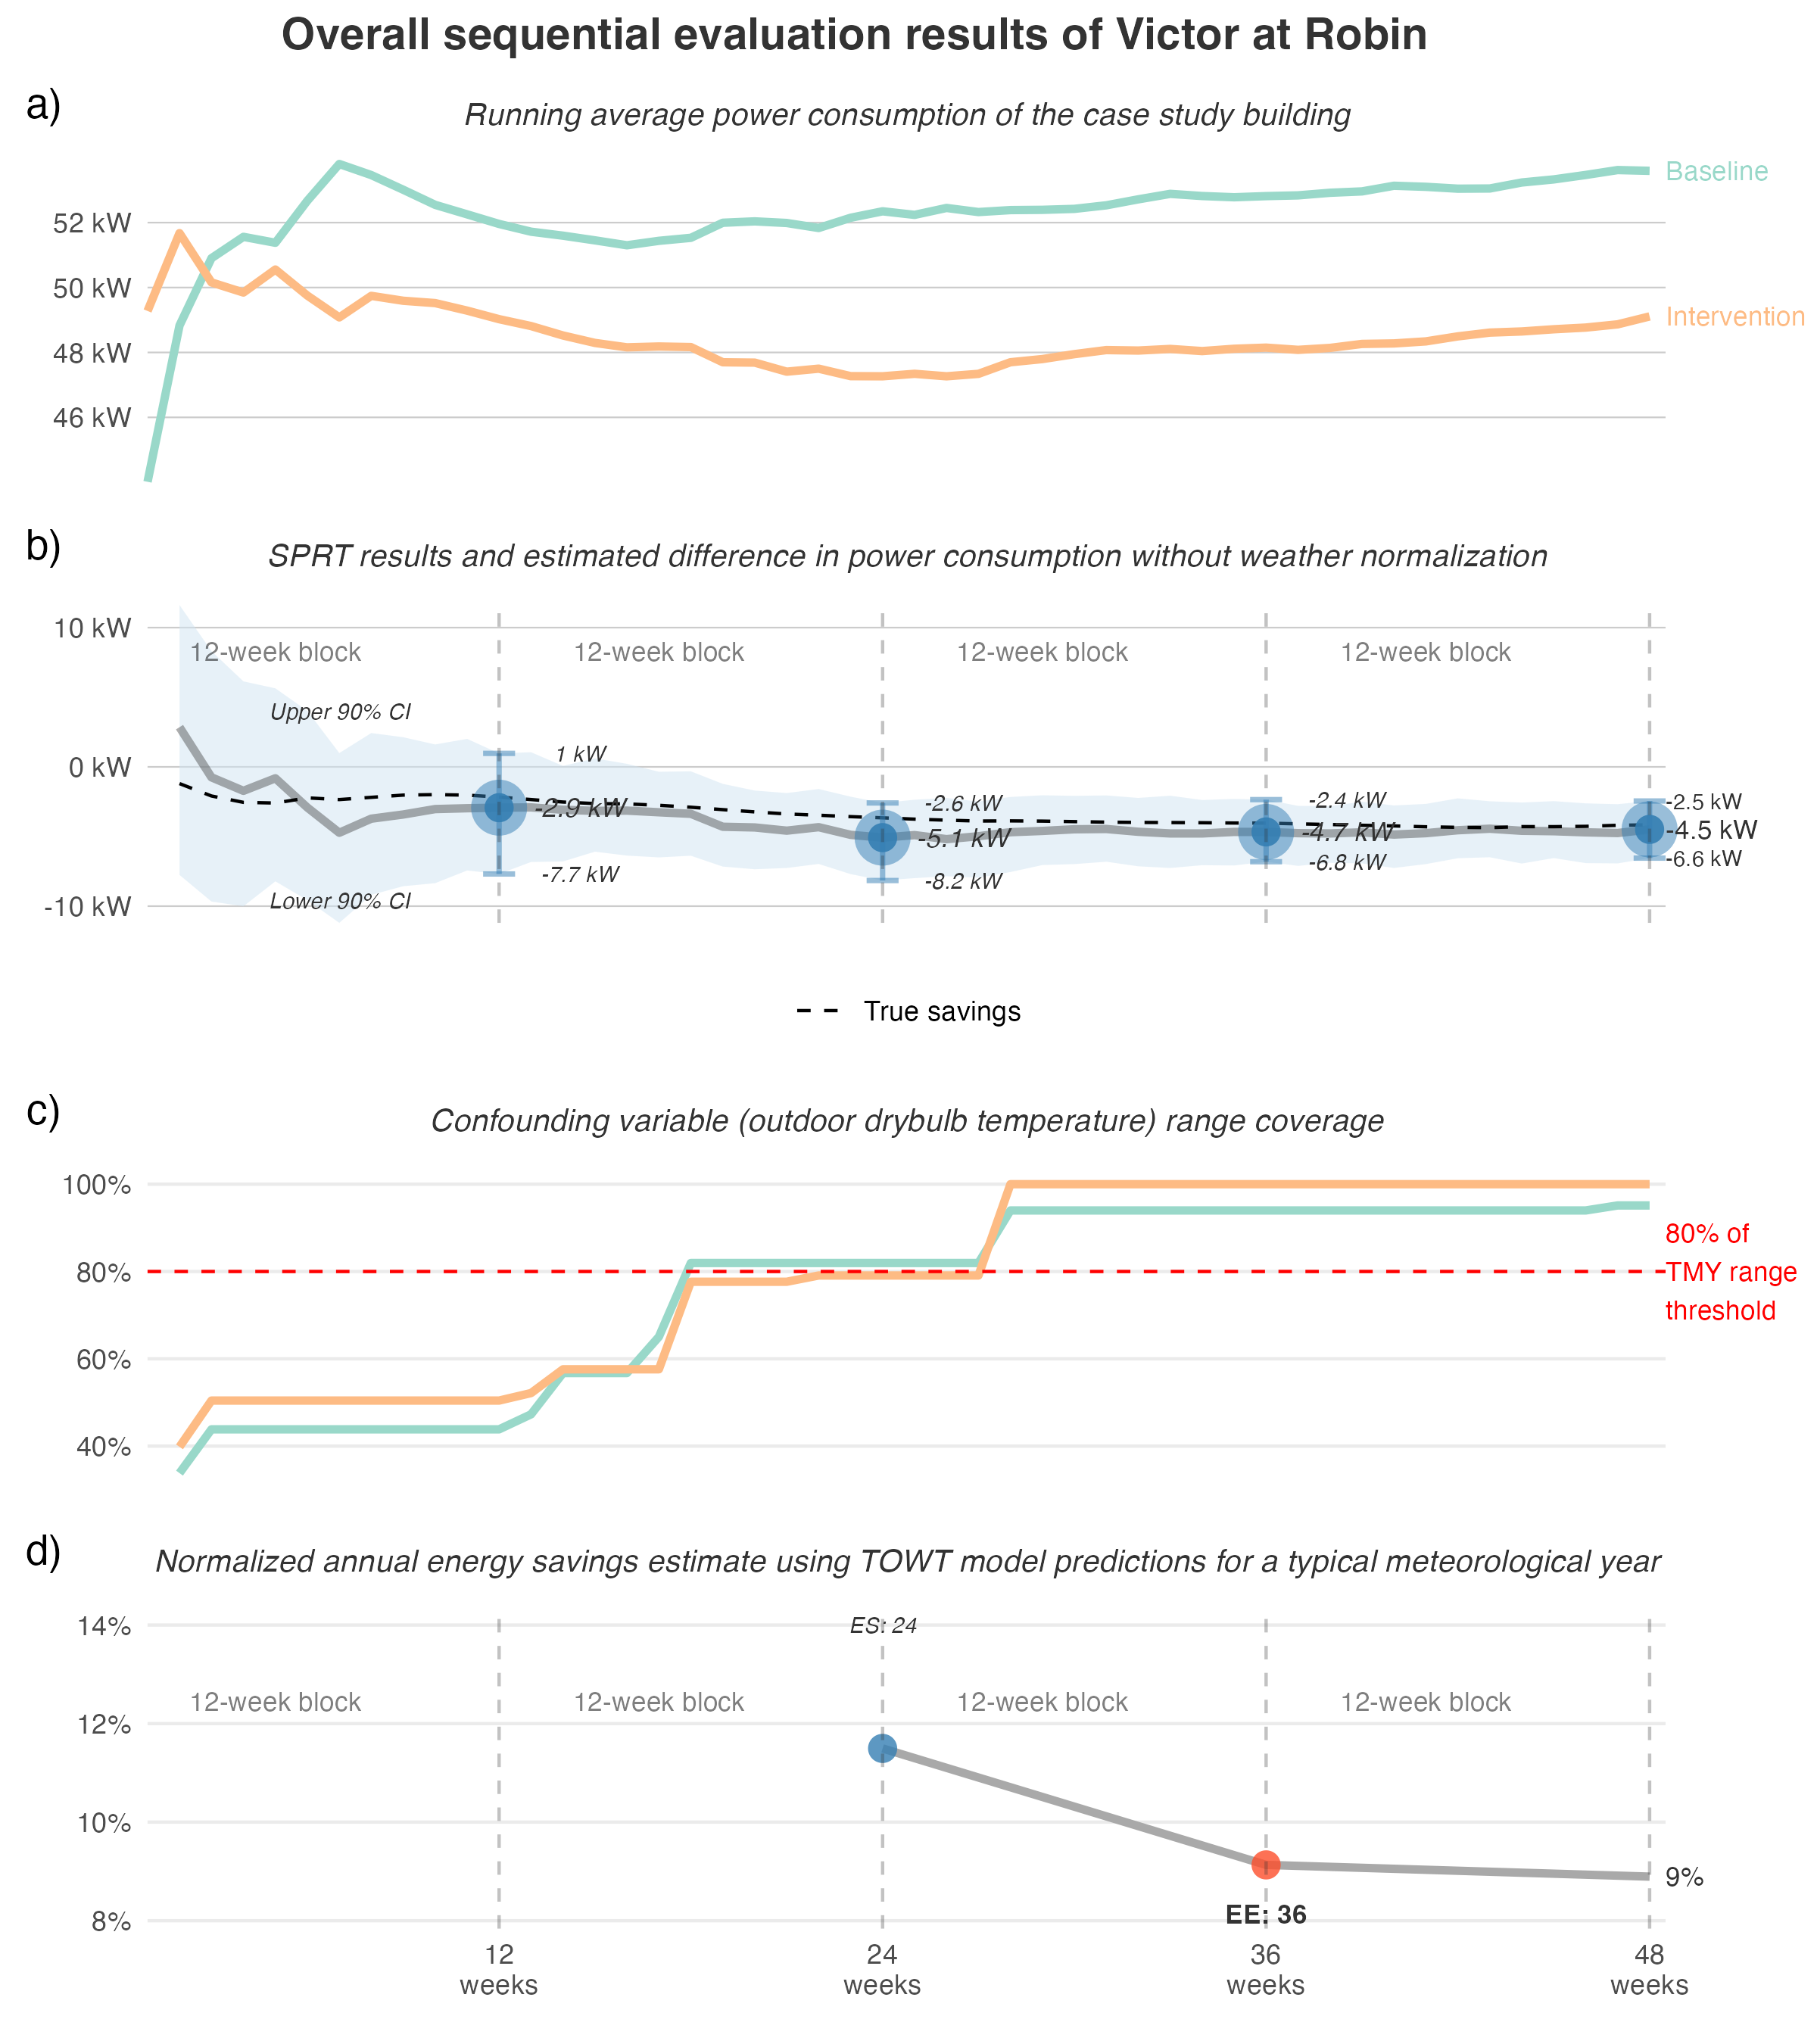 Overall sequential evaluation results of Victor at Robin
a)
Running average power consumption of the case study building
Baseline
52 kW
50 kW
Intervention
48 kW
46 kW
b)
SPRT results and estimated difference in power consumption without weather normalization
10 kW
12-week block
12-week block
12-week block
12-week block
Upper 90% CI
1 kW
0 kW
-2.6 kW
-2.4 kW
-2.5 kW
-2.9 kW
-5.1 kW
-4.7 kW
-4.5 kW
-7.7 kW
-8.2 kW
-6.8 kW
-6.6 kW
Lower 90% CI
-10 kW
True savings
c)
Confounding variable (outdoor drybulb temperature) range coverage
100%
80%
60%
40%
80% of
TMY range
threshold
d)
Normalized annual energy savings estimate using TOWT model predictions for a typical meteorological year
14%
ES: 24
12-week block
12-week block
12-week block
12-week block
12%
10%
9%
EE: 36
8%
12
weeks
24
weeks
36
weeks
48
weeks